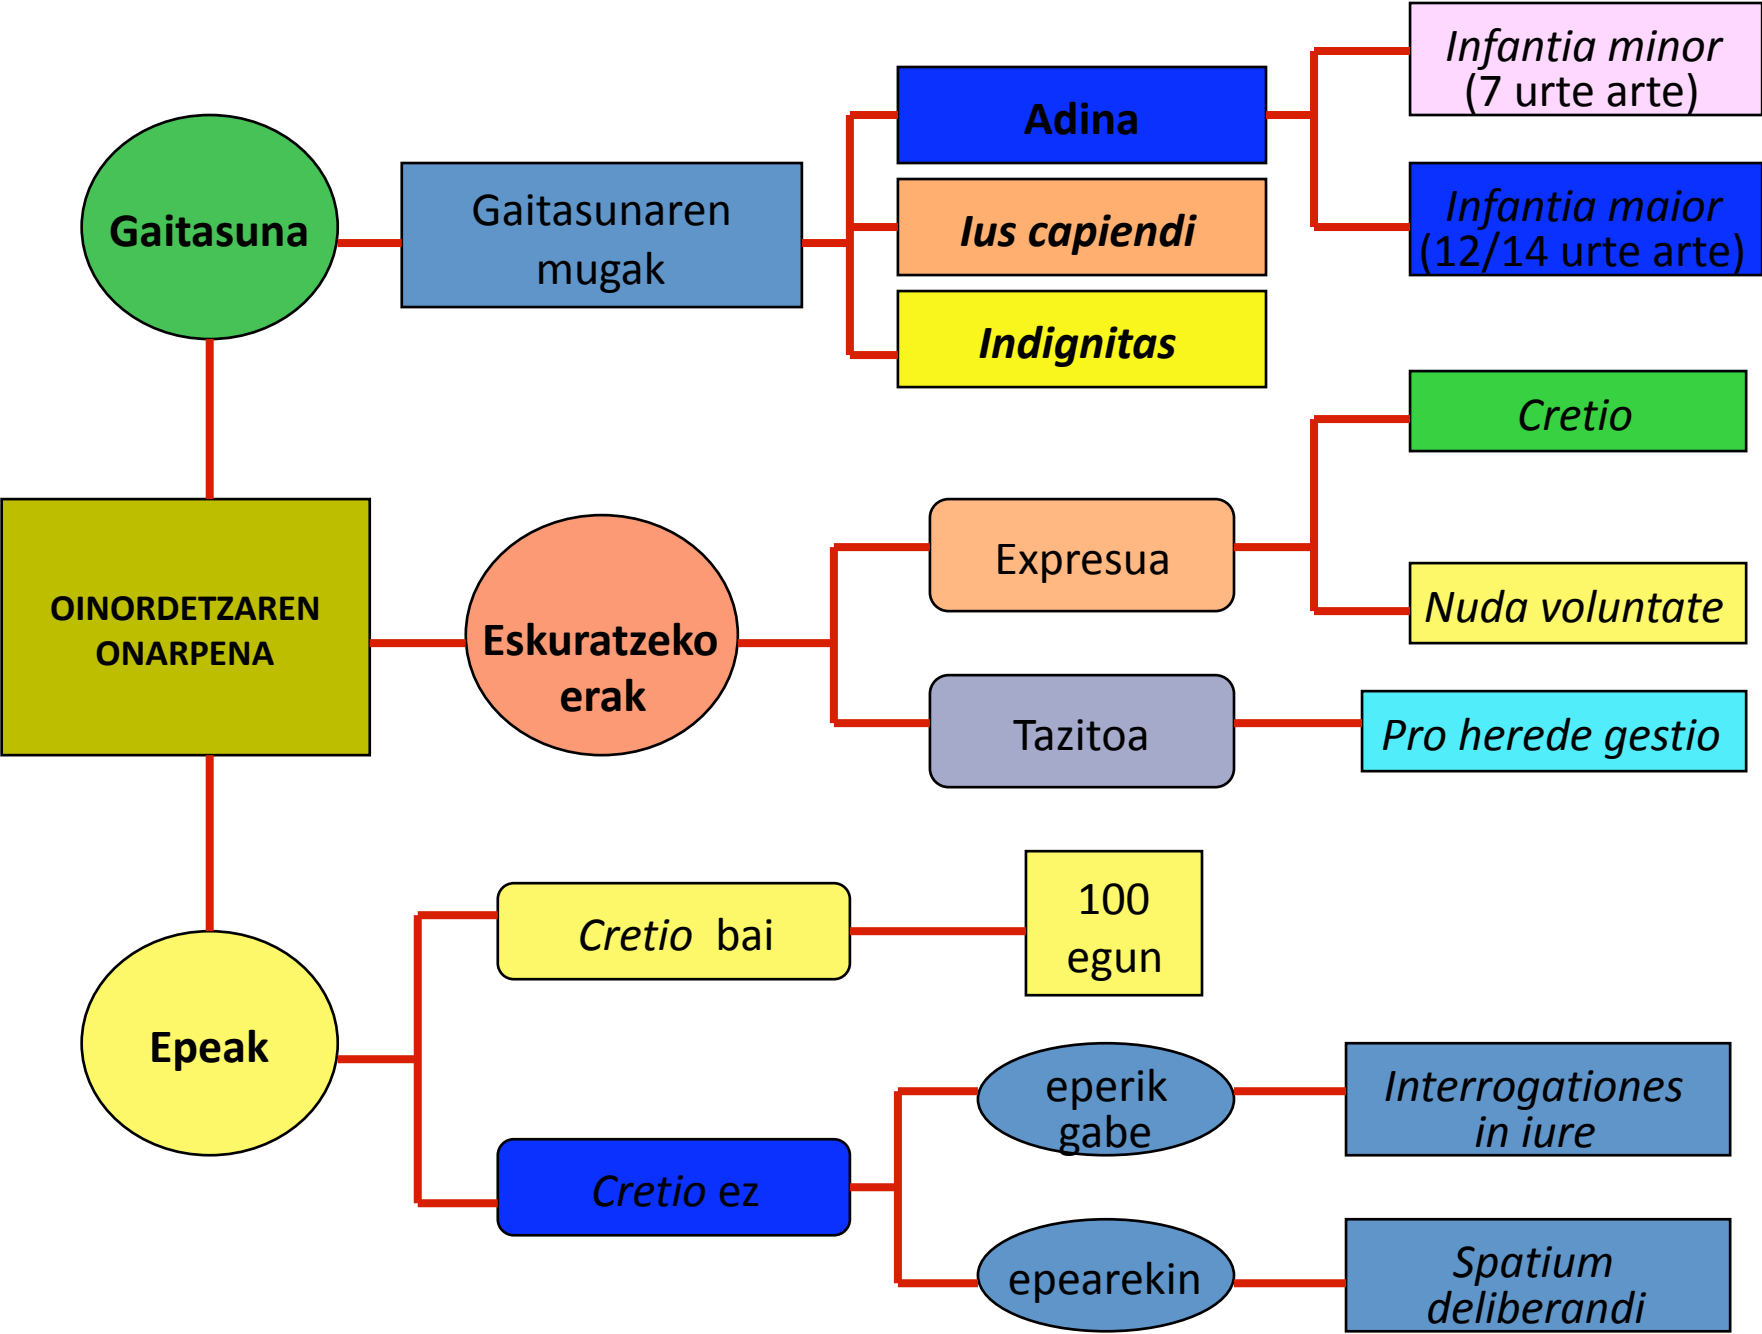 Infantia minor
(7 urte arte)
Adina
Gaitasuna
Gaitasunaren
mugak
Ius capiendi
Infantia maior
(12/14 urte arte)
Indignitas
Cretio
Expresua
OINORDETZAREN
ONARPENA
Eskuratzeko
erak
Nuda voluntate
Tazitoa
Pro herede gestio
Cretio bai
100
egun
Epeak
eperik
gabe
Interrogationes
in iure
Cretio ez
epearekin
Spatium
deliberandi